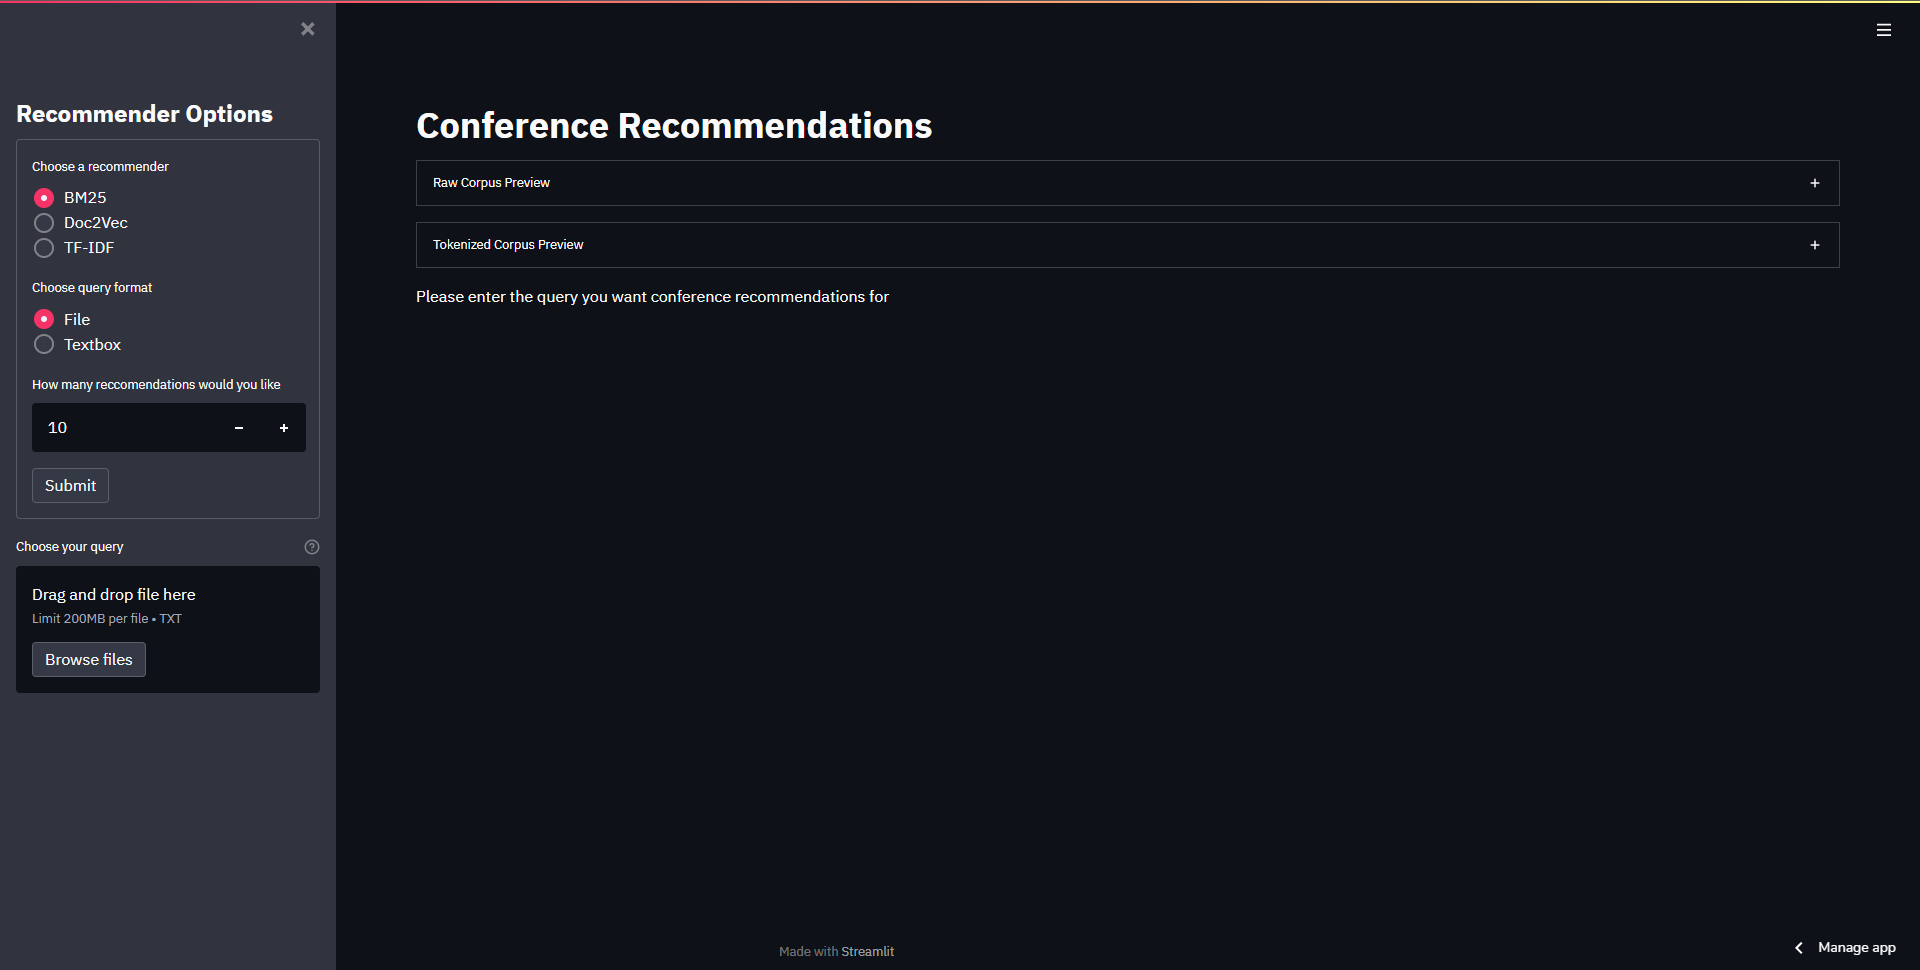 Recommender Options
Choose a recommender
BM25
Doc2Vec
TF-IDF
Choose query format
File
Textbox
How many reccomendations would you like
10
Submit
Choose your query
Drag and drop file here
Limit 200MB per file • TXT
Browse files
Conference Recommendations
Raw Corpus Preview
Tokenized Corpus Preview
Please enter the query you want conference recommendations for
Made with Streamlit
Manage app